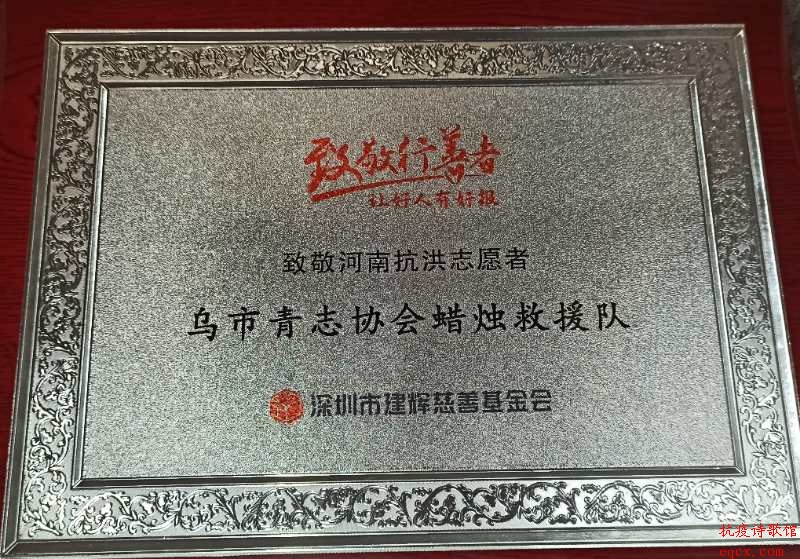 致敬行善者
让好人有好报
致敬河南抗洪志愿者
乌市青志协会蜡烛救援队
深圳市建辉慈善基金会
抗疫诗歌馆
cqcx.com